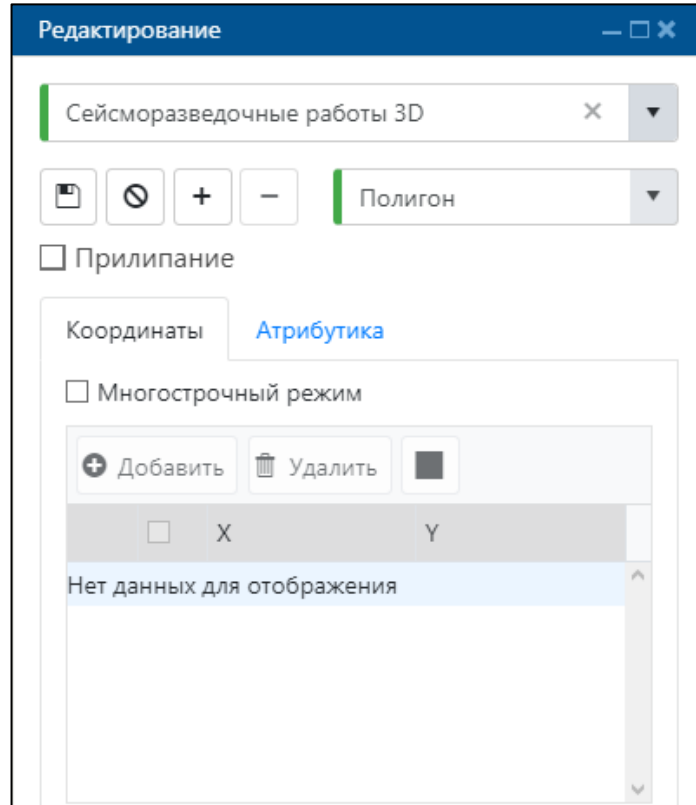 Редактирование
Сейсморазведочные работы 3D
Полигон
Прилипание
Координаты Атрибутика
Многострочный режим
Добавить Удалить
X Y
Нет данных для отображения